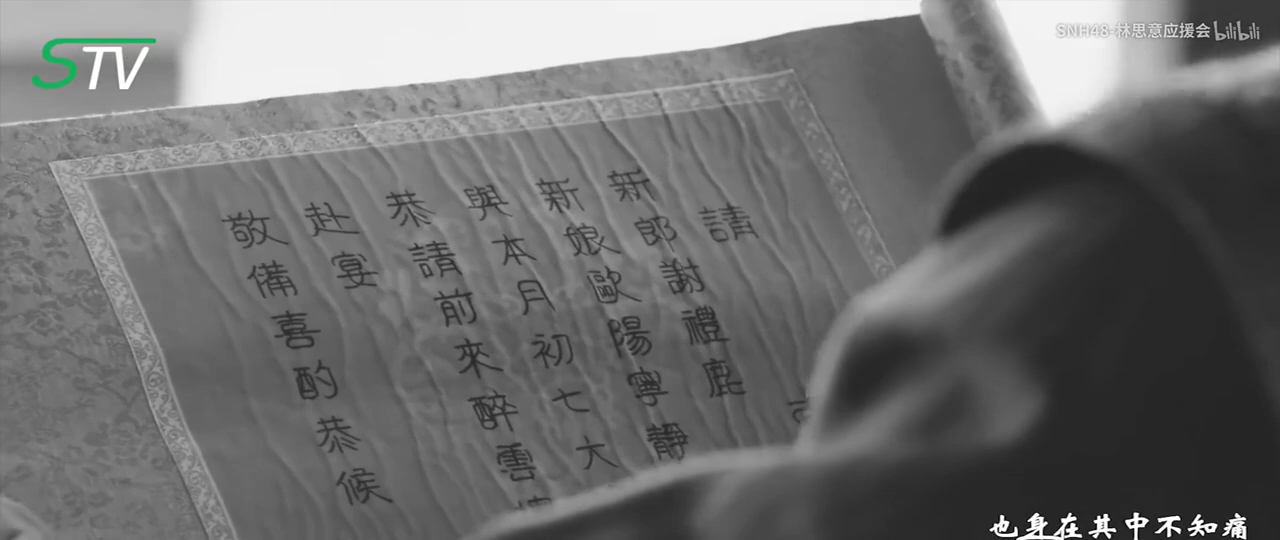 STV
SNH48-林思意应援会 bilibili
請
新郎謝禮鹿
新娘歐陽寧靜
與本月初七大
恭請前來醉雲
赴宴
敬備喜酌恭候
也身在其中不知痛